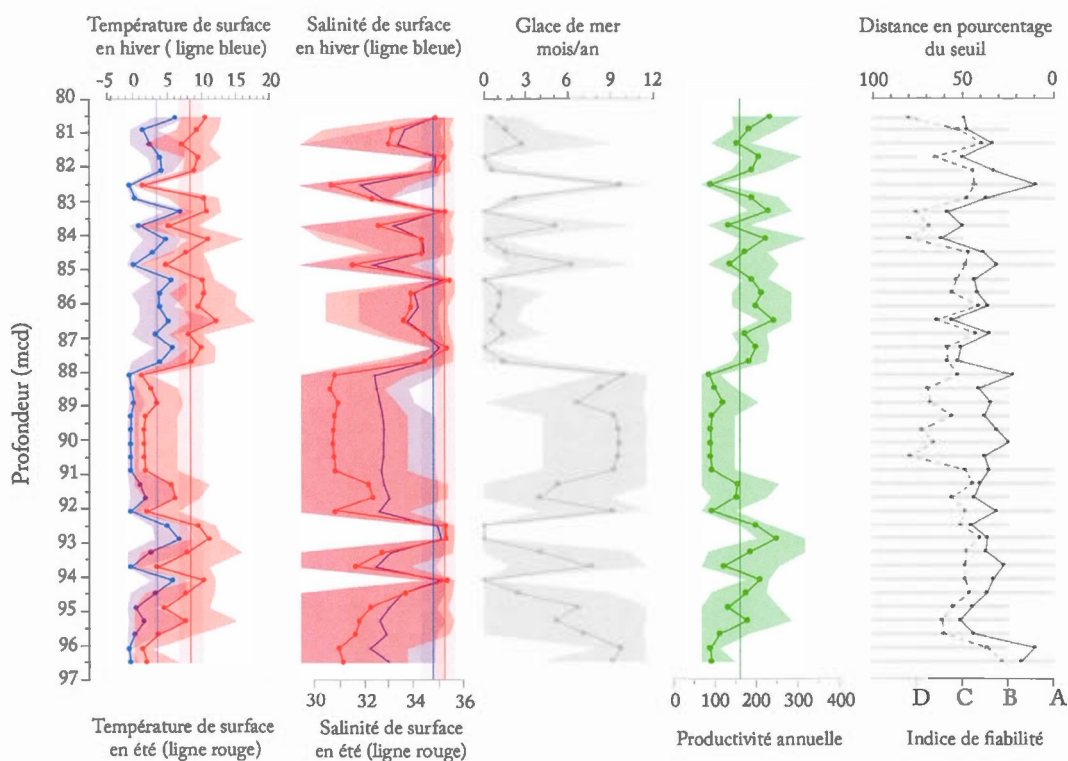 Température de surface
en hiver ( ligne bleue)
Salinité de surface
en hiver (ligne bleue)
Glace de mer
mois/an
Distance en pourcentage
du seuil
-5 0 5 10 20
0 3 6 9 12
100 50 0
Profondeur (mcd)
80
81
82
83
84
85
86
87
88
89
90
91
92
93
94
95
96
97
30 32 34 36
0 100 200 300 400
D C B A
Température de surface
en été (ligne rouge)
Salinité de surface
en été (ligne rouge)
Productivité annuelle
Indice de fiabilité